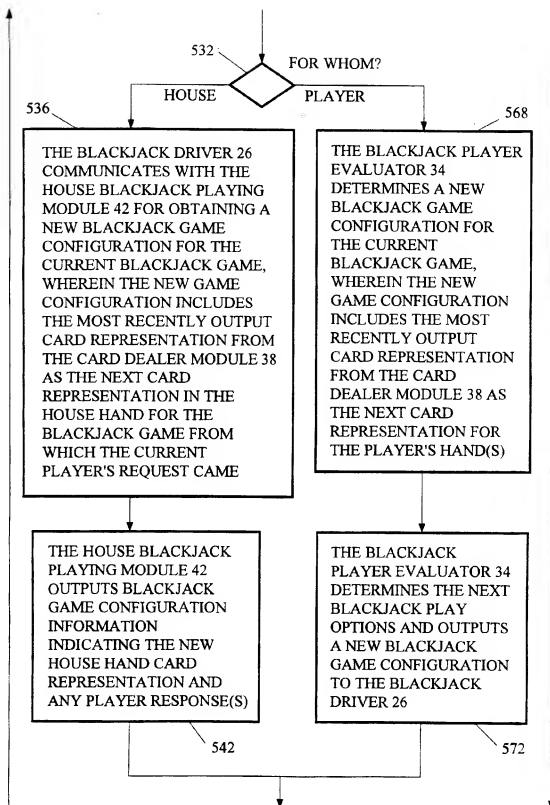 532
FOR WHOM?
HOUSE
PLAYER
536
THE BLACKJACK DRIVER 26
COMMUNICATES WITH THE
HOUSE BLACKJACK PLAYING
MODULE 42 FOR OBTAINING A
NEW BLACKJACK GAME
CONFIGURATION FOR THE
CURRENT BLACKJACK GAME,
WHEREIN THE NEW GAME
CONFIGURATION INCLUDES
THE MOST RECENTLY OUTPUT
CARD REPRESENTATION FROM
THE CARD DEALER MODULE 38
AS THE NEXT CARD
REPRESENTATION IN THE
HOUSE HAND FOR THE
BLACKJACK GAME FROM
WHICH THE CURRENT
PLAYER'S REQUEST CAME
568
THE BLACKJACK PLAYER
EVALUATOR 34
DETERMINES A NEW
BLACKJACK GAME
CONFIGURATION FOR
THE CURRENT
BLACKJACK GAME,
WHEREIN THE NEW
GAME CONFIGURATION
INCLUDES THE MOST
RECENTLY OUTPUT
CARD REPRESENTATION
FROM THE CARD
DEALER MODULE 38 AS
THE NEXT CARD
REPRESENTATION FOR
THE PLAYER'S HAND(S)
THE HOUSE BLACKJACK
PLAYING MODULE 42
OUTPUTS BLACKJACK
GAME CONFIGURATION
INFORMATION
INDICATING THE NEW
HOUSE HAND CARD
REPRESENTATION AND
ANY PLAYER RESPONSE(S)
542
THE BLACKJACK
PLAYER EVALUATOR 34
DETERMINES THE NEXT
BLACKJACK PLAY
OPTIONS AND OUTPUTS
A NEW BLACKJACK
GAME CONFIGURATION
TO THE BLACKJACK
DRIVER 26
572